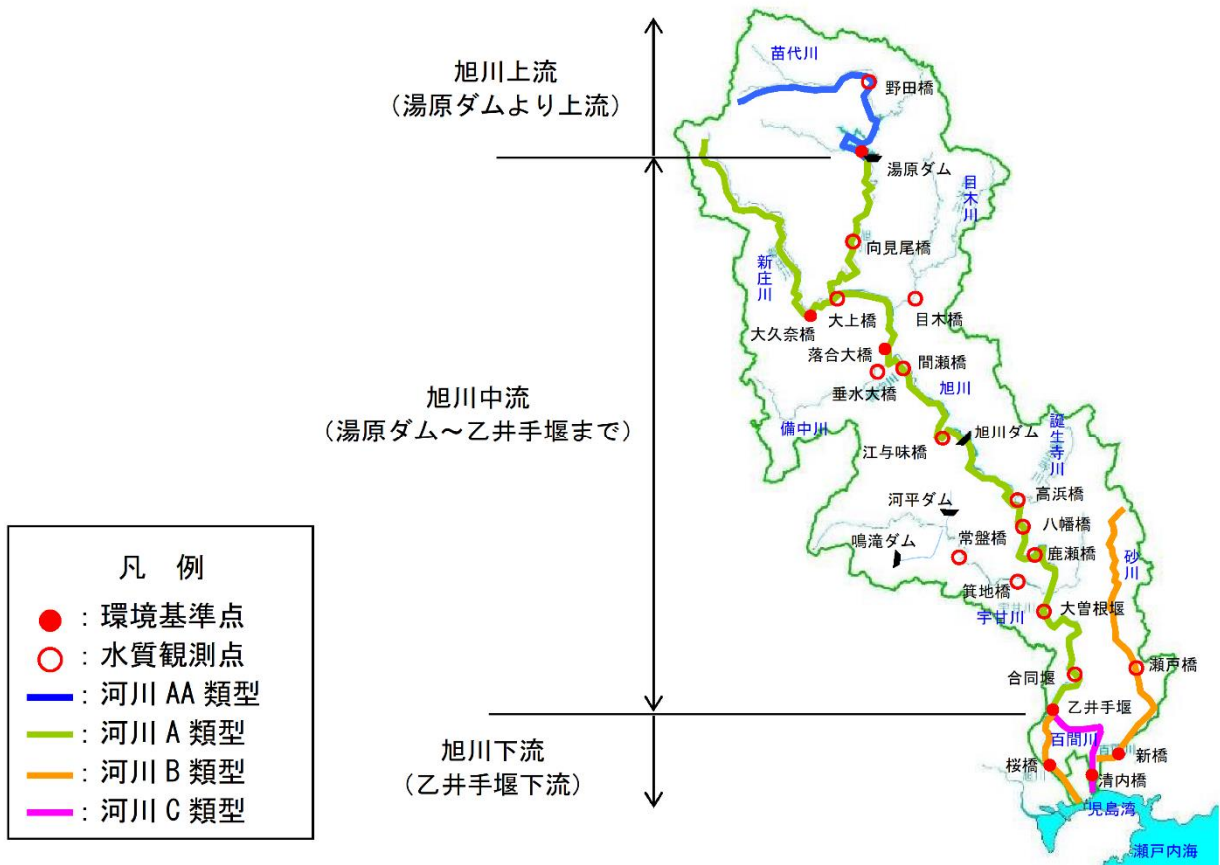 旭川上流
(湯原ダムより上流)
旭川中流
(湯原ダム～乙井手堰まで)
旭川下流
(乙井手堰下流)
凡 例
：環境基準点
：水質観測点
：河川 AA 類型
：河川 A 類型
：河川 B 類型
：河川 C 類型
苗代川
野田橋
湯原ダム
目木川
向見尾橋
新庄川
大上橋
目木橋
大久奈橋
落合大橋
間瀬橋
垂水大橋
旭川
備中川
江与味橋
旭川ダム
誕生寺川
高浜橋
河平ダム
八幡橋
鳴滝ダム
常盤橋
鹿瀬橋
砂川
箕地橋
宇甘川
大曽根堰
合同堰
瀬戸橋
乙井手堰
百間川
新橋
桜橋
清内橋
児島湾
瀬戸内海